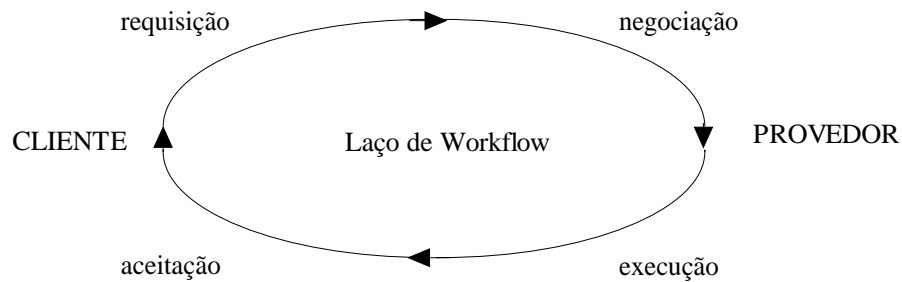 requisição
negociação
CLIENTE
Laço de Workflow
PROVEDOR
aceitação
execução